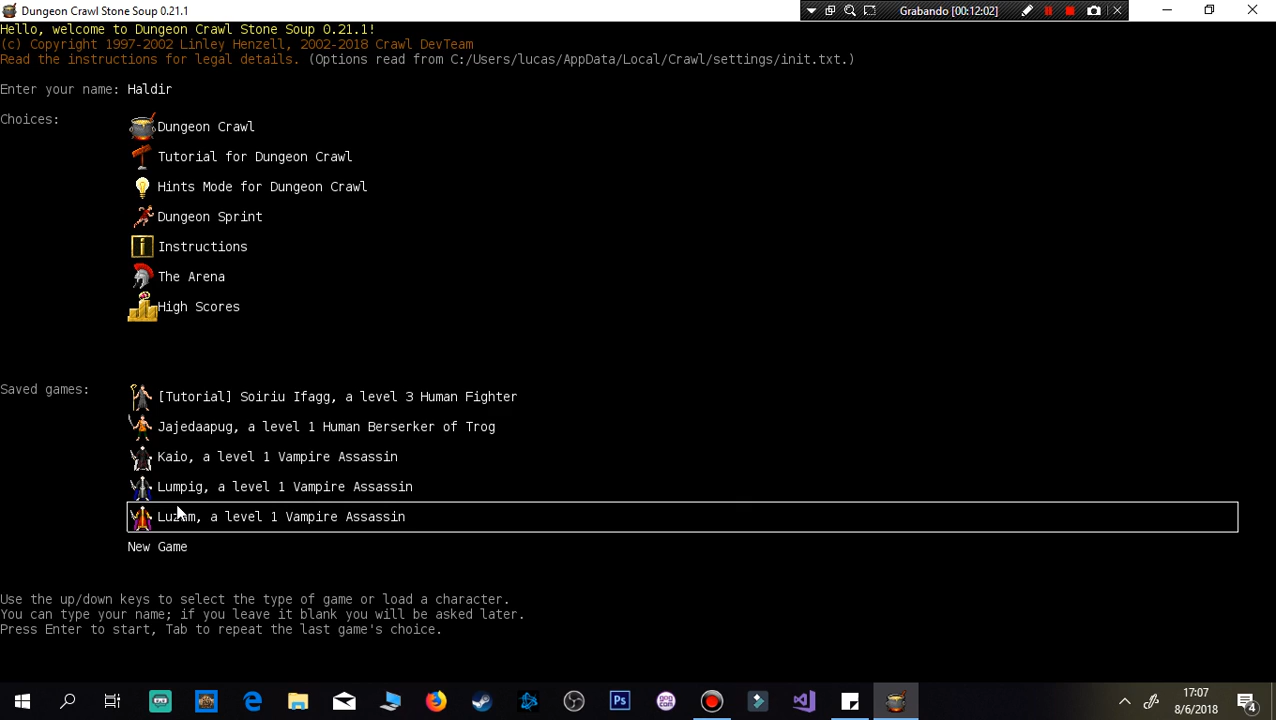 Dungeon Crawl Stone Soup 0.21.1
Grabando [00:12:02]
Hello, welcome to Dungeon Crawl Stone Soup 0.21.1!
(c) Copyright 1997-2002 Linley Henzell, 2002-2018 Crawl DevTeam
Read the instructions for legal details. (Options read from C:/Users/lucas/AppData/Local/Crawl/settings/init.txt.)
Enter your name: Haldir
Choices:
Dungeon Crawl
Tutorial for Dungeon Crawl
Hints Mode for Dungeon Crawl
Dungeon Sprint
Instructions
The Arena
High Scores
Saved games:
[Tutorial] Soiriu Ifagg, a level 3 Human Fighter
Jajedaapug, a level 1 Human Berserker of Trog
Kaio, a level 1 Vampire Assassin
Lumpig, a level 1 Vampire Assassin
a level 1 Vampire Assassin
New Game
Use the up/down keys to select the type of game or load a character.
You can type your name; if you leave it blank you will be asked later.
Press Enter to start, Tab to repeat the last game's choice.
Ps
GOG COM
17:07
8/6/2018
4